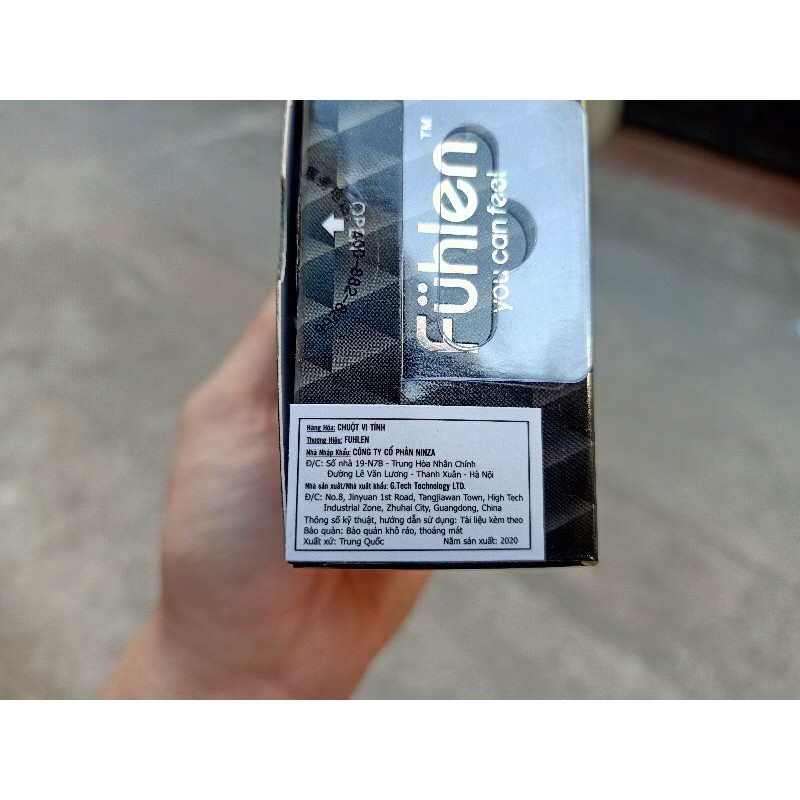 Fühlen™
you can feel
Hàng Hóa: CHUỘT VI TÍNH
Thương Hiệu: FUHLEN
Nhà Nhập Khẩu: CÔNG TY CỔ PHẦN NINZA
Đ/C: Số nhà 19-N7B - Trung Hòa Nhân Chính
Đường Lê Văn Lương - Thanh Xuân - Hà Nội
Nhà sản xuất/Nhà xuất khẩu: G.Tech Technology LTD.
Đ/C: No.8, Jinyuan 1st Road, Tangjiawan Town, High Tech
Industrial Zone, Zhuhai City, Guangdong, China
Thông số kỹ thuật, hướng dẫn sử dụng: Tài liệu kèm theo
Bảo quản: Bảo quản khô ráo, thoáng mát
Xuất xứ: Trung Quốc Năm sản xuất: 2020